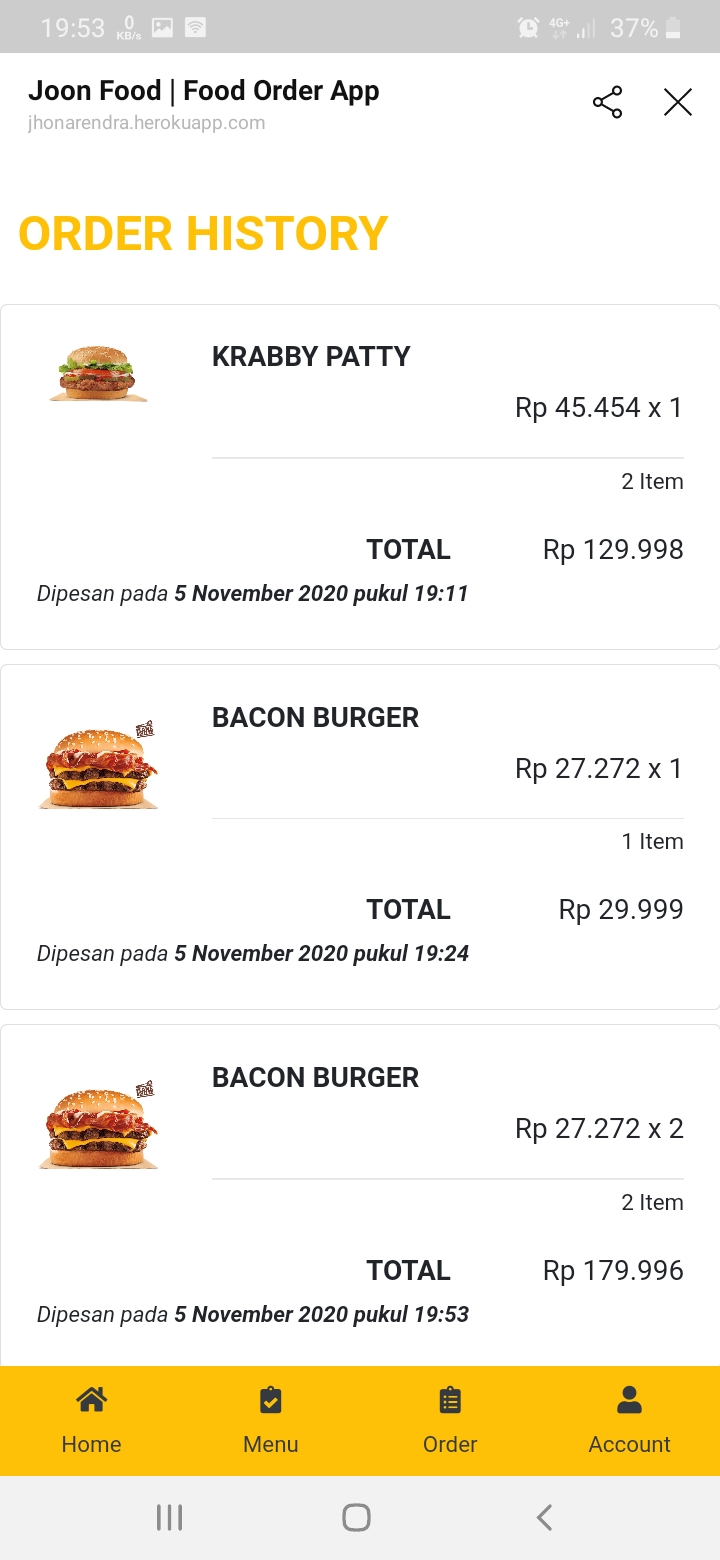 19:53 0 KB/s 4G+ 37%
Joon Food | Food Order App
jhonarendra.herokuapp.com
ORDER HISTORY
KRABBY PATTY
Rp 45.454 x 1
2 Item
TOTAL Rp 129.998
Dipesan pada 5 November 2020 pukul 19:11
BACON BURGER
Rp 27.272 x 1
1 Item
TOTAL Rp 29.999
Dipesan pada 5 November 2020 pukul 19:24
BACON BURGER
Rp 27.272 x 2
2 Item
TOTAL Rp 179.996
Dipesan pada 5 November 2020 pukul 19:53
Home Menu Order Account